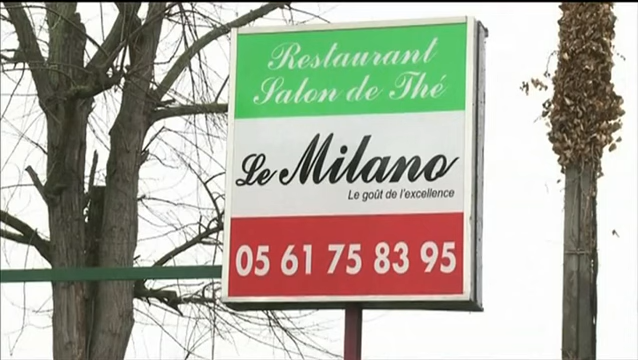 Restaurant
Salon de Thé
Le Milano
Le goût de l'excellence
05 61 75 83 95